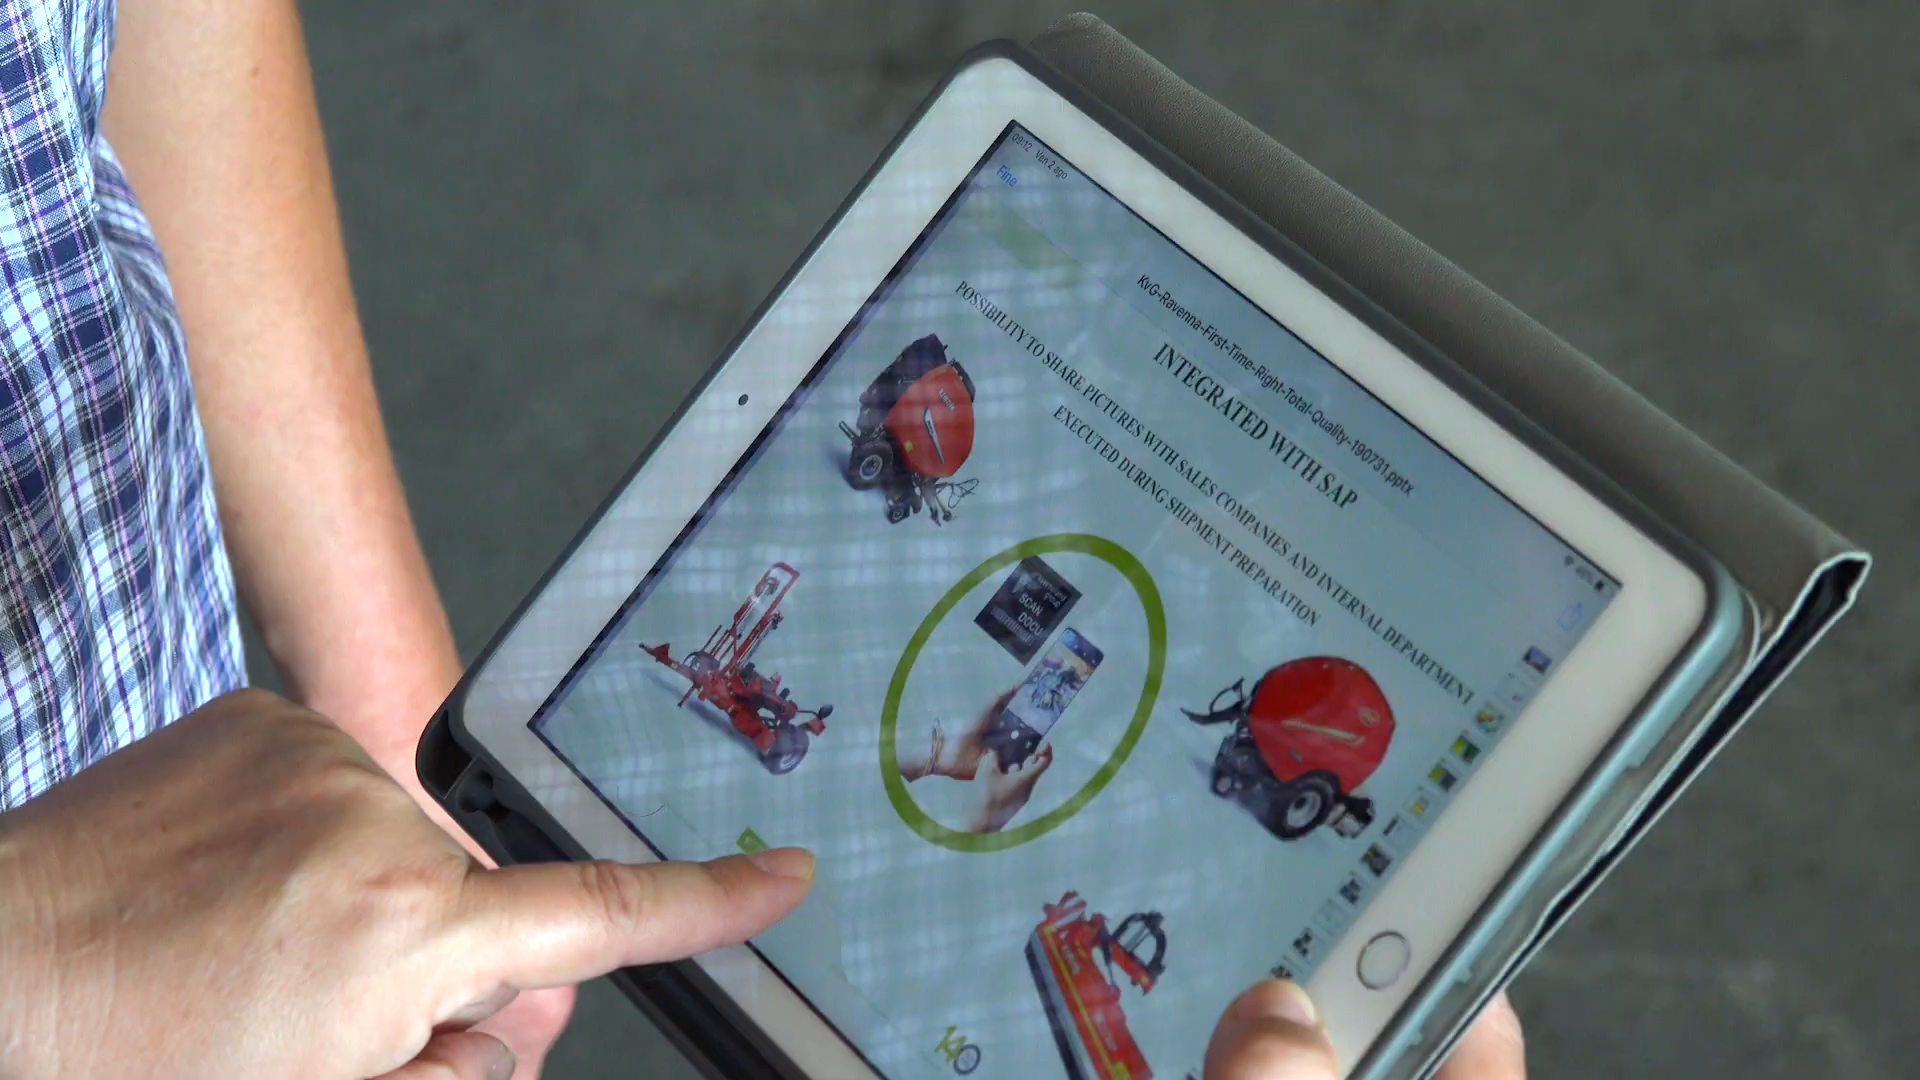 09:12 Ven 2 ago
Fine
KvG-Ravenna-First-Time-Right-Total-Quality-190731.pptx
INTEGRATED WITH SAP
POSSIBILITY TO SHARE PICTURES WITH SALES COMPANIES AND INTERNAL DEPARTMENT
EXECUTED DURING SHIPMENT PREPARATION
SCAN
DOCU